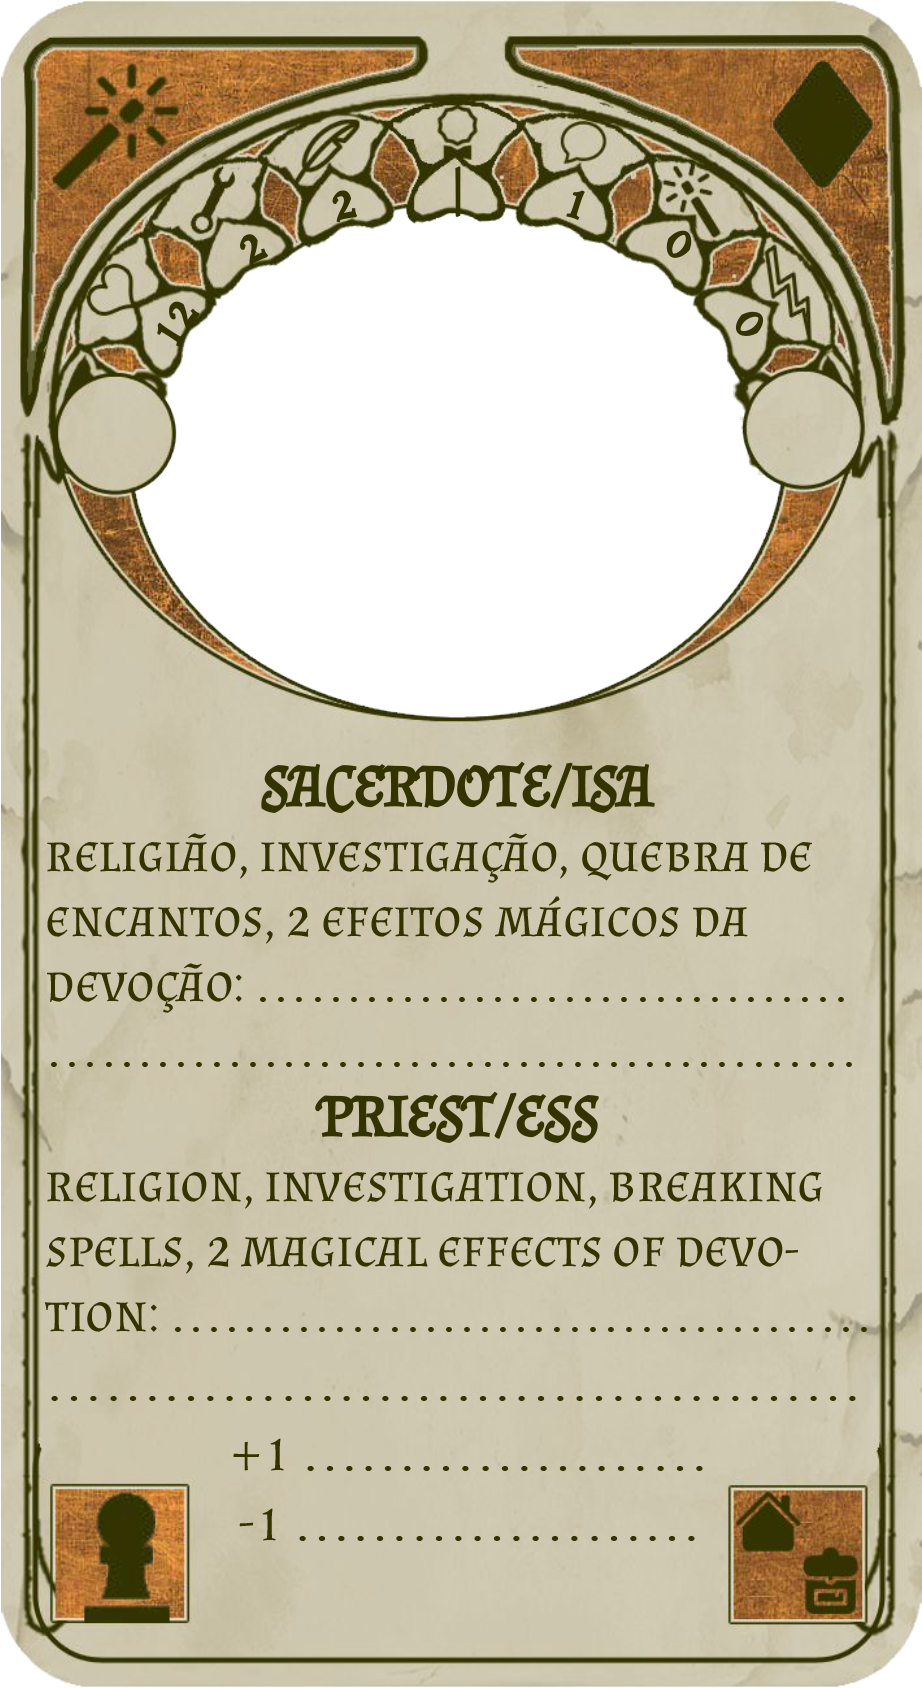 12 2 2 | 1 0 0
SACERDOTE/ISA
RELIGIÃO, INVESTIGAÇÃO, QUEBRA DE
ENCANTOS, 2 EFEITOS MÁGICOS DA
DEVOÇÃO: .................................
.............................................
PRIEST/ESS
RELIGION, INVESTIGATION, BREAKING
SPELLS, 2 MAGICAL EFFECTS OF DEVO-
TION: ....................................
..........................................
+1 .....................
-1 .....................